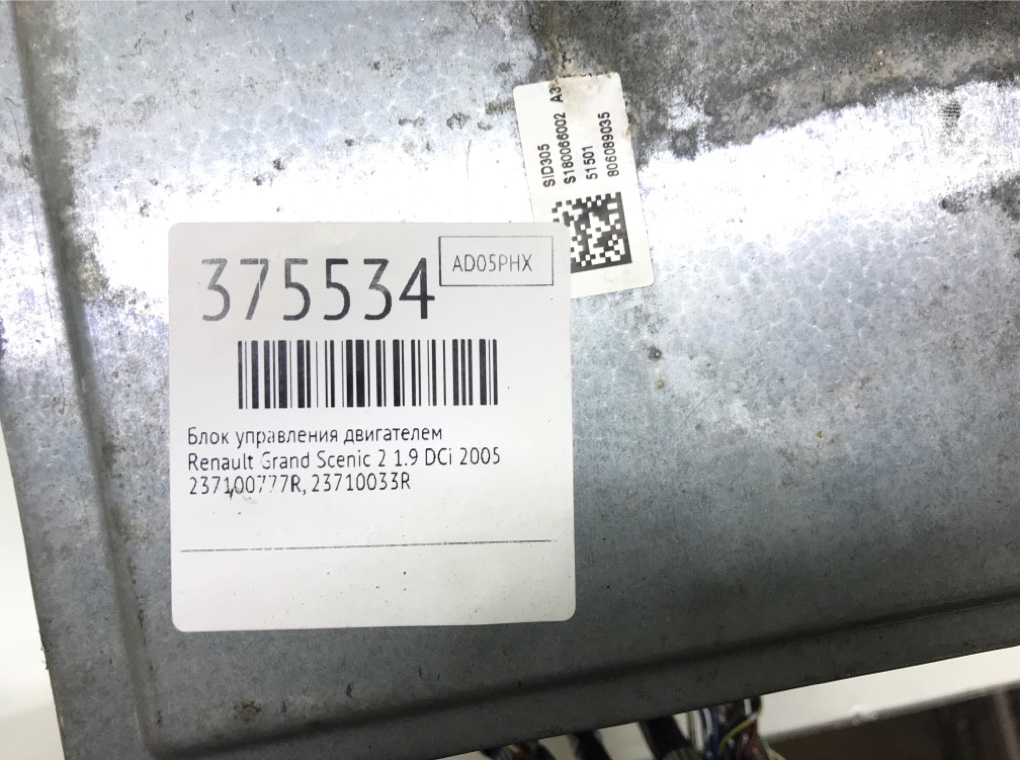 SID305
S180066002 A3
51501
806089035
375534
AD05PHX
Блок управления двигателем
Renault Grand Scenic 2 1.9 DCi 2005
237100777R, 23710033R